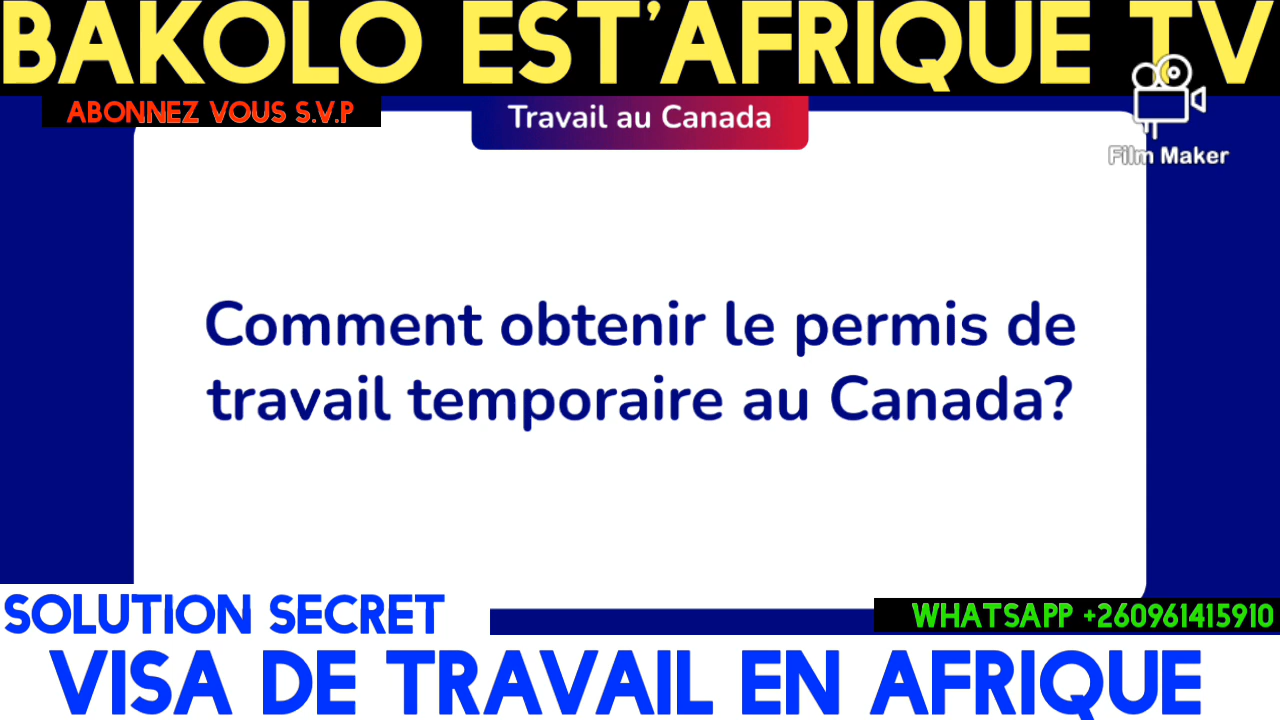 BAKOLO EST'AFRIQUE TV
ABONNEZ VOUS S.V.P
Travail au Canada
Film Maker
Comment obtenir le permis de
travail temporaire au Canada?
SOLUTION SECRET
WHATSAPP +260961415910
VISA DE TRAVAIL EN AFRIQUE